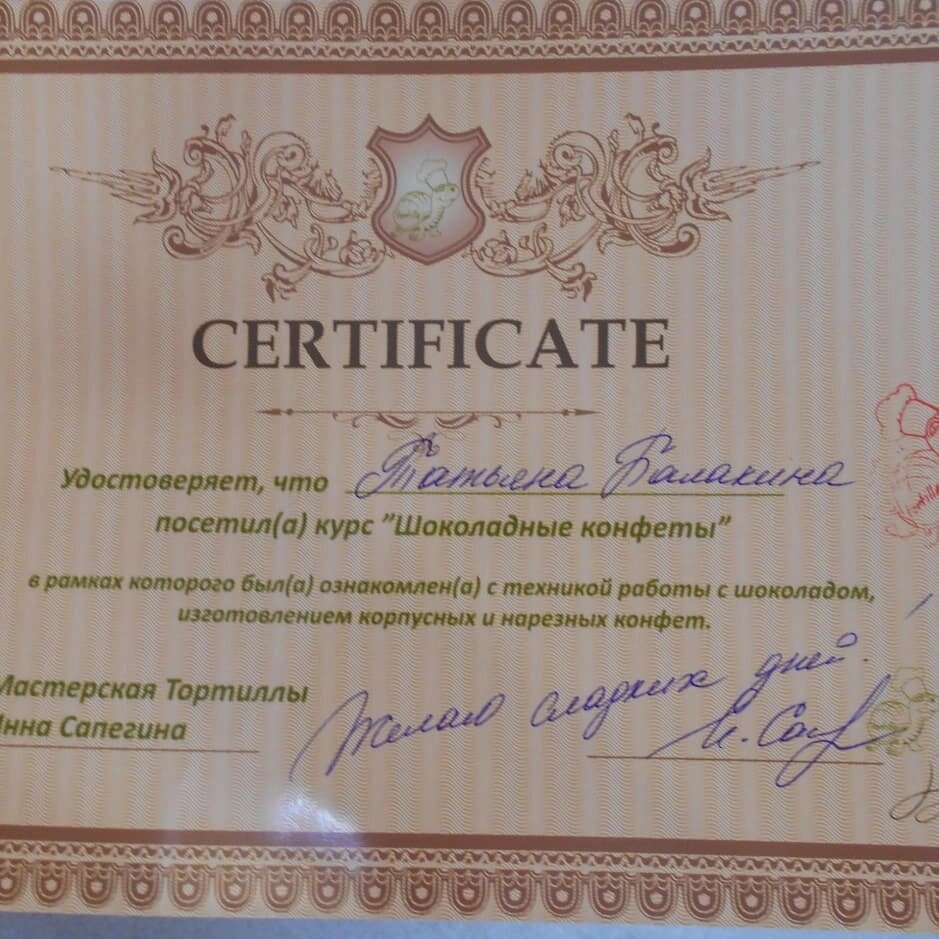 CERTIFICATE
Удостоверяет, что Татьяна Балакина
посетил(а) курс "Шоколадные конфеты"
в рамках которого был(а) ознакомлен(а) с техникой работы с шоколадом,
изготовлением корпусных и нарезных конфет.
Мастерская Тортиллы
Инна Сапегина
Желаю сладких дней.
И. Сап